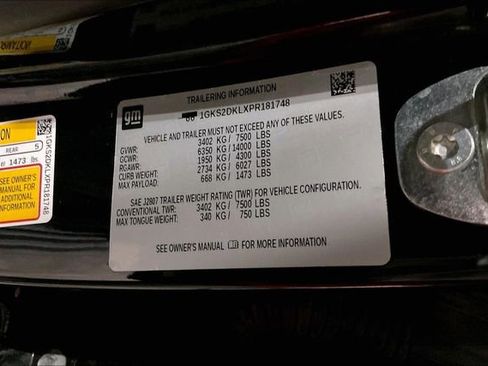 TRAILERING INFORMATION
gm
1GKS2DKLXPR181748
VEHICLE AND TRAILER MUST NOT EXCEED ANY OF THESE VALUES.
GVWR: 3402 KG / 7500 LBS
GCWR: 6350 KG / 14000 LBS
RGAWR: 1950 KG / 4300 LBS
CURB WEIGHT: 2734 KG / 6027 LBS
MAX PAYLOAD: 668 KG / 1473 LBS
SAE J2807 TRAILER WEIGHT RATING (TWR) FOR VEHICLE CONFIGURATION.
CONVENTIONAL TWR: 3402 KG / 7500 LBS
MAX TONGUE WEIGHT: 340 KG / 750 LBS
SEE OWNER'S MANUAL FOR MORE INFORMATION
ON
REAR 5
1473 lbs
SEE OWNER'S
MANUAL FOR
ADDITIONAL
INFORMATION
1GKS2DKLXPR181748